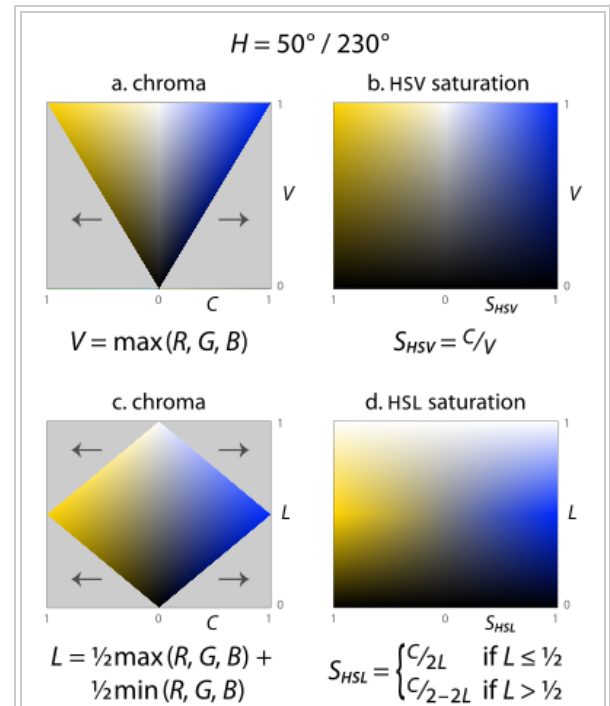 H = 50° / 230°
a. chroma
b. HSV saturation
1
V
0
1
0
C
1
1
V
0
1
0
S_HSV
1
V = max(R, G, B)
S_HSV = C/V
c. chroma
d. HSL saturation
1
L
0
1
0
C
1
1
L
0
1
0
S_HSL
1
L = ½max(R, G, B) +
½min(R, G, B)
S_HSL = { C/2L if L ≤ ½
C/2−2L if L > ½